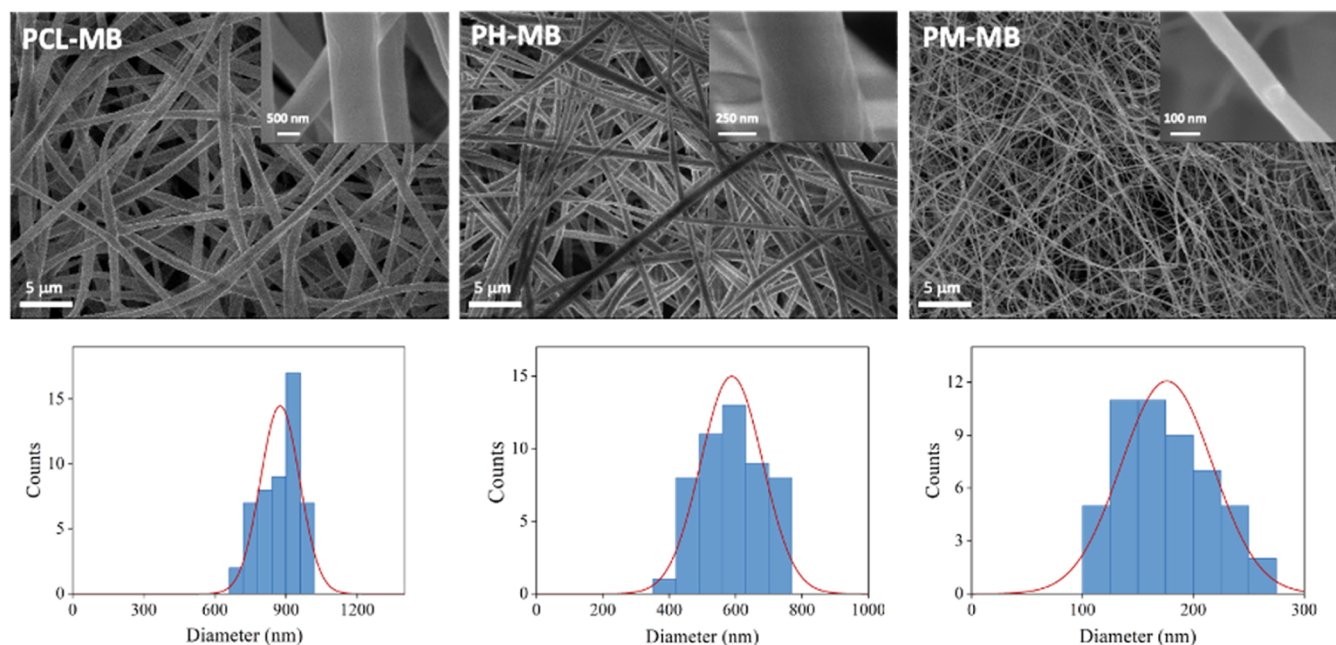 PCL-MB
500 nm
5 μm
PH-MB
250 nm
5 μm
PM-MB
100 nm
5 μm
15
10
5
0
Counts
0 300 600 900 1200
Diameter (nm)
15
10
5
0
Counts
0 200 400 600 800 1000
Diameter (nm)
12
9
6
3
0
Counts
0 100 200 300
Diameter (nm)